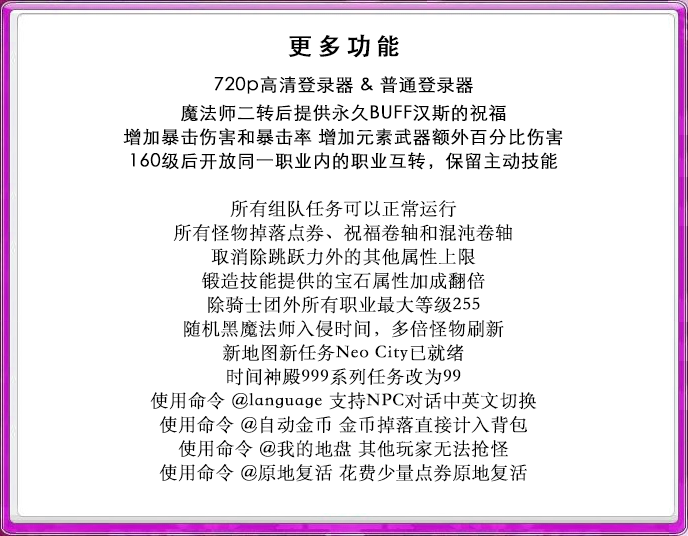 更多功能
720p高清登录器 & 普通登录器
魔法师二转后提供永久BUFF汉斯的祝福
增加暴击伤害和暴击率 增加元素武器额外百分比伤害
160级后开放同一职业内的职业互转，保留主动技能
所有组队任务可以正常运行
所有怪物掉落点券、祝福卷轴和混沌卷轴
取消除跳跃力外的其他属性上限
锻造技能提供的宝石属性加成翻倍
除骑士团外所有职业最大等级255
随机黑魔法师入侵时间，多倍怪物刷新
新地图新任务Neo City已就绪
时间神殿999系列任务改为99
使用命令 @language 支持NPC对话中英文切换
使用命令 @自动金币 金币掉落直接计入背包
使用命令 @我的地盘 其他玩家无法抢怪
使用命令 @原地复活 花费少量点券原地复活